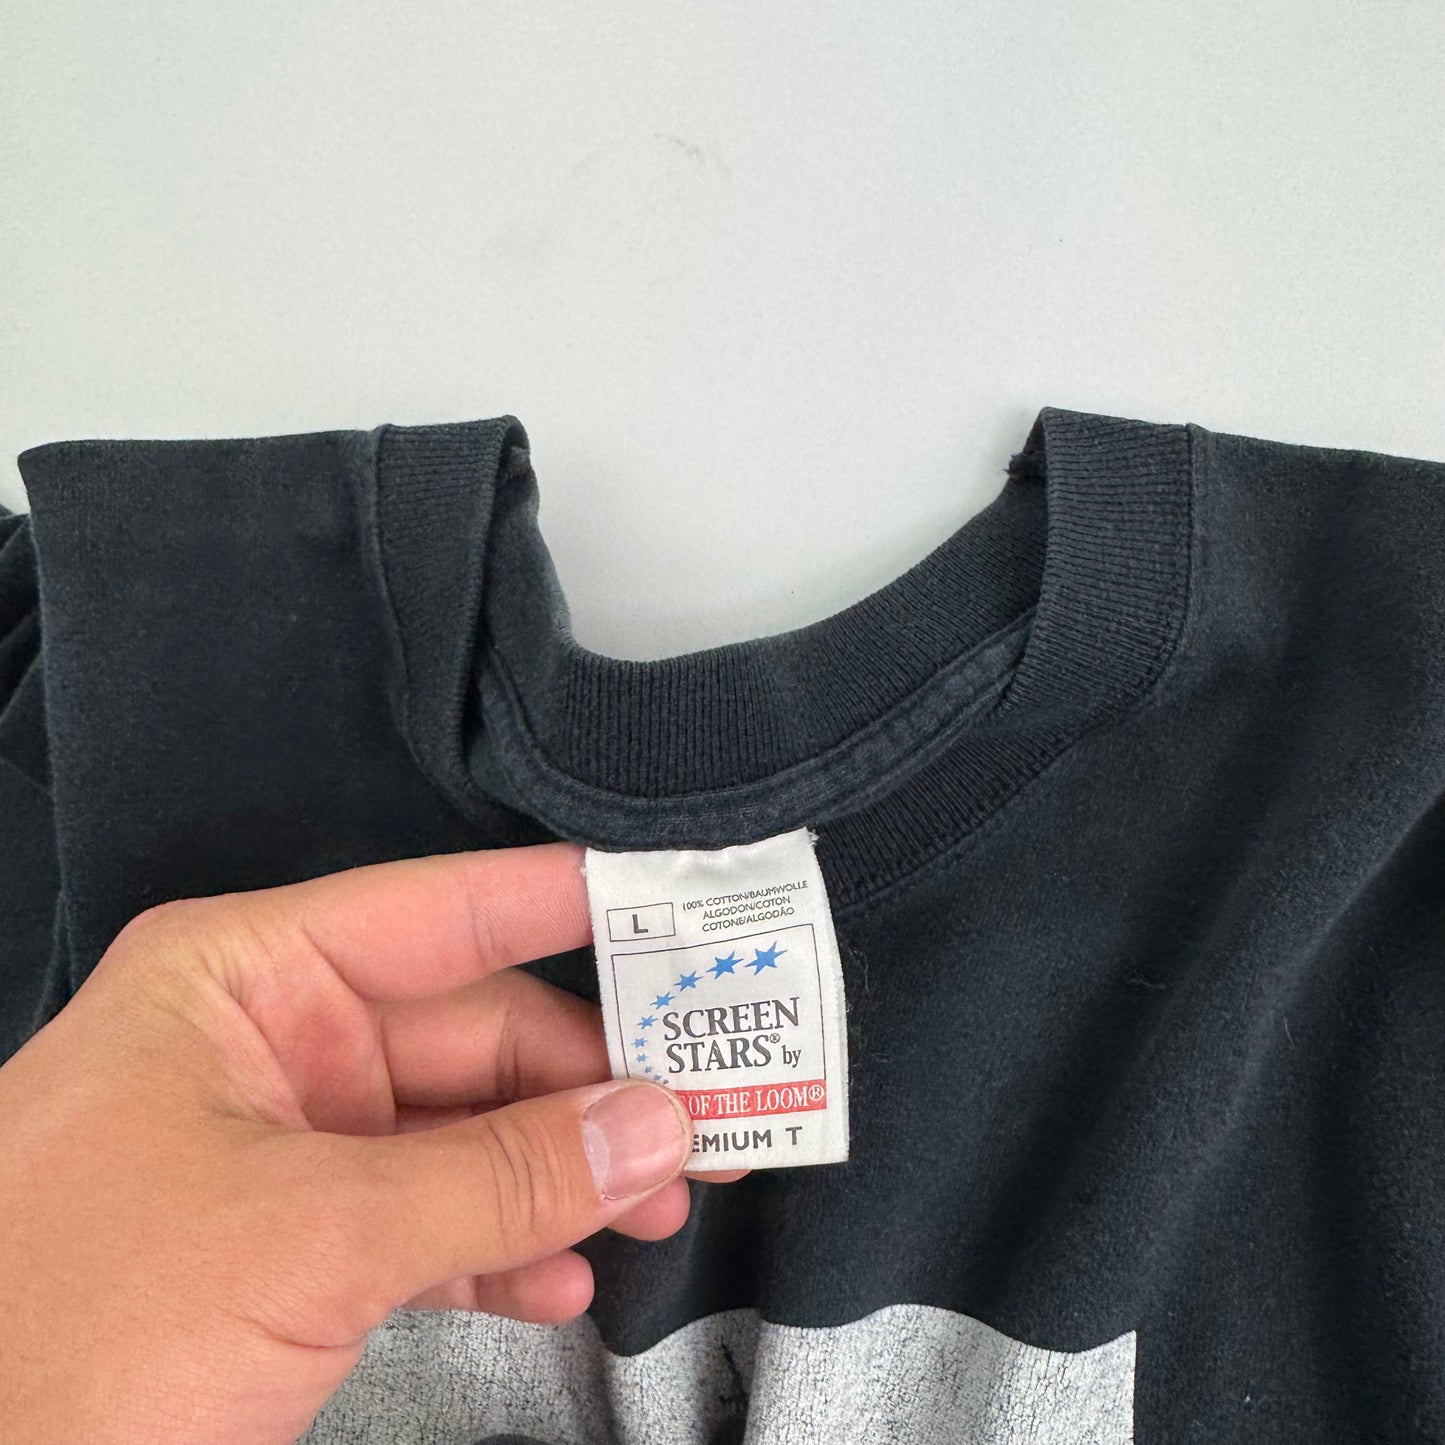 L
100% COTTON/BAUMWOLLE
ALGODON/COTON
COTONE/ALGODÃO
SCREEN
STARS® by
OF THE LOOM®
EMIUM T